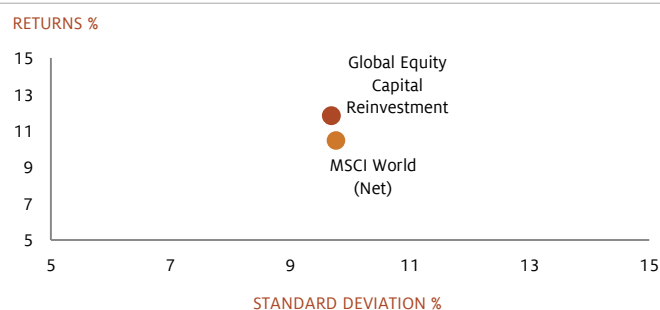 RETURNS %
15
Global Equity
Capital
13
Reinvestment
11
MSCI World
9
(Net)
7
5
5 7 9 11 13 15
STANDARD DEVIATION %